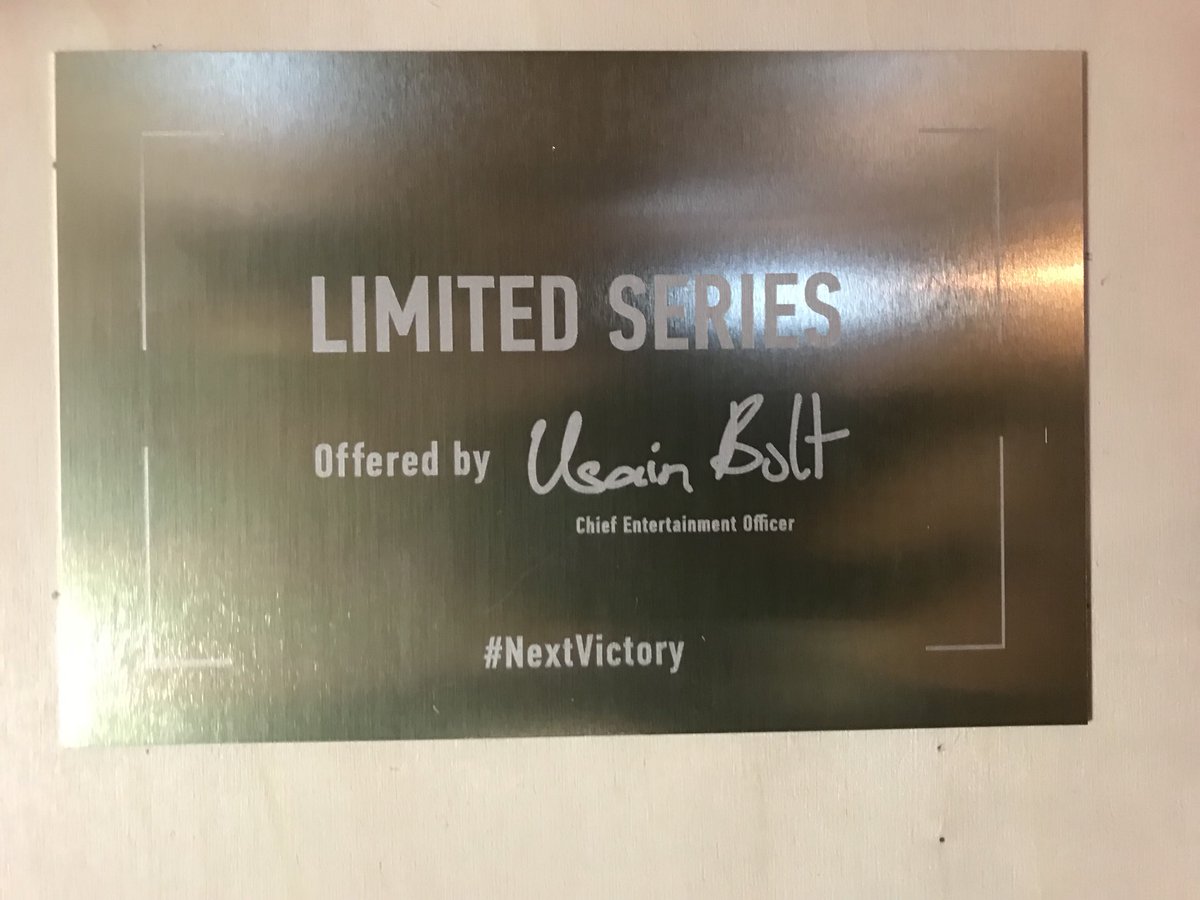 LIMITED SERIES
Offered by Usain Bolt
Chief Entertainment Officer
#NextVictory